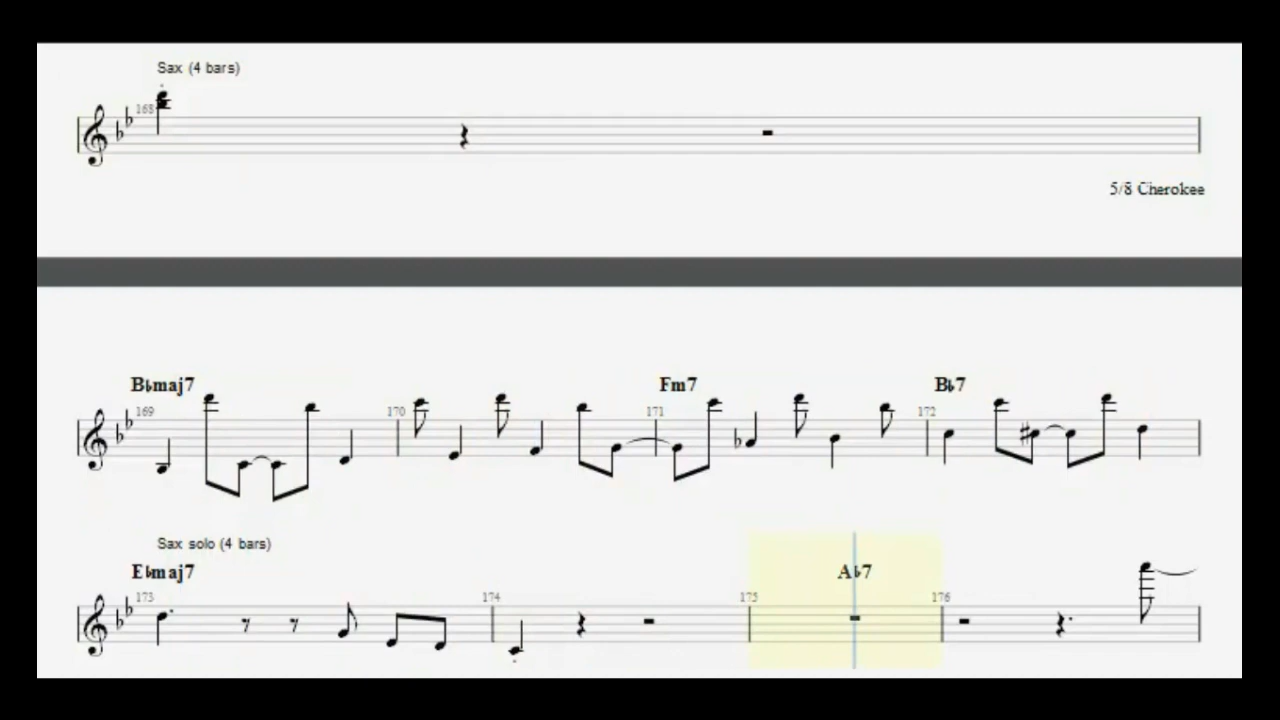 Sax (4 bars)
168
5/8 Cherokee
B♭maj7 Fm7 B♭7
169 170 171 172
Sax solo (4 bars)
E♭maj7 A♭7
173 174 175 176